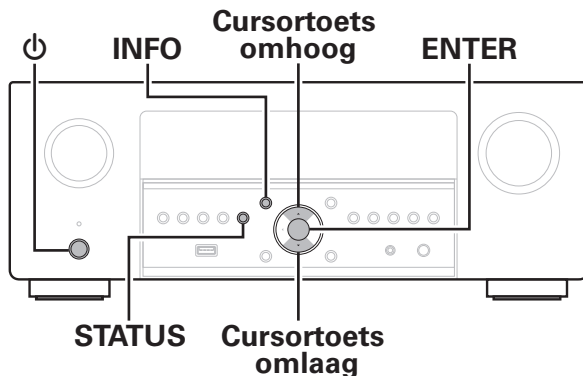 Cursortoets
omhoog
INFO
ENTER
STATUS
Cursortoets
omlaag